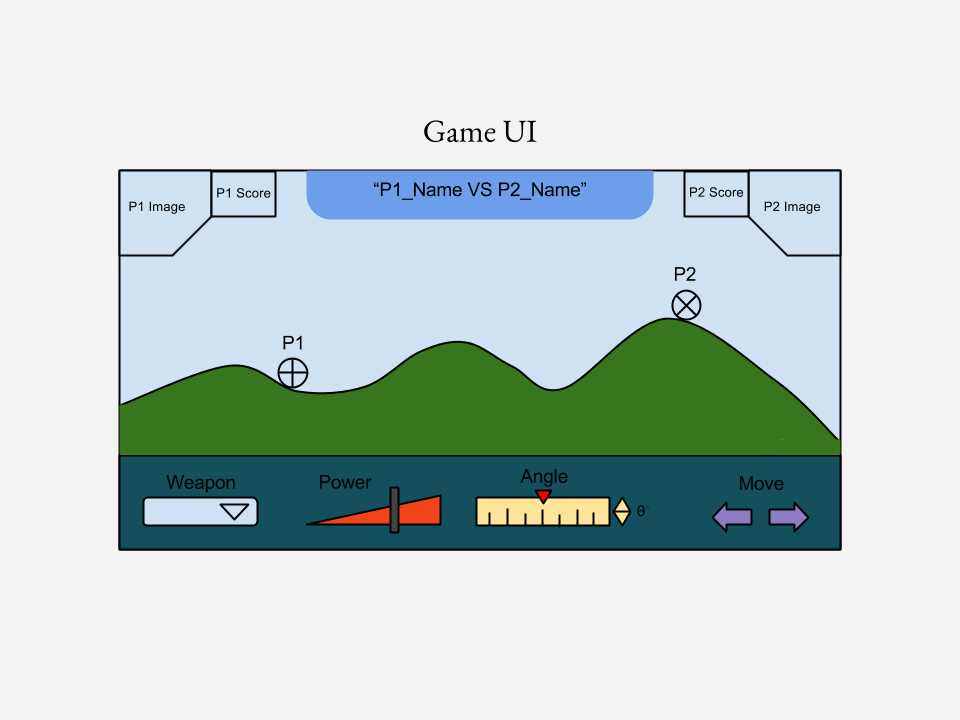 Game UI
P1 Image
P1 Score
“P1_Name VS P2_Name”
P2 Score
P2 Image
P2
P1
Weapon
Power
Angle
θ˚
Move